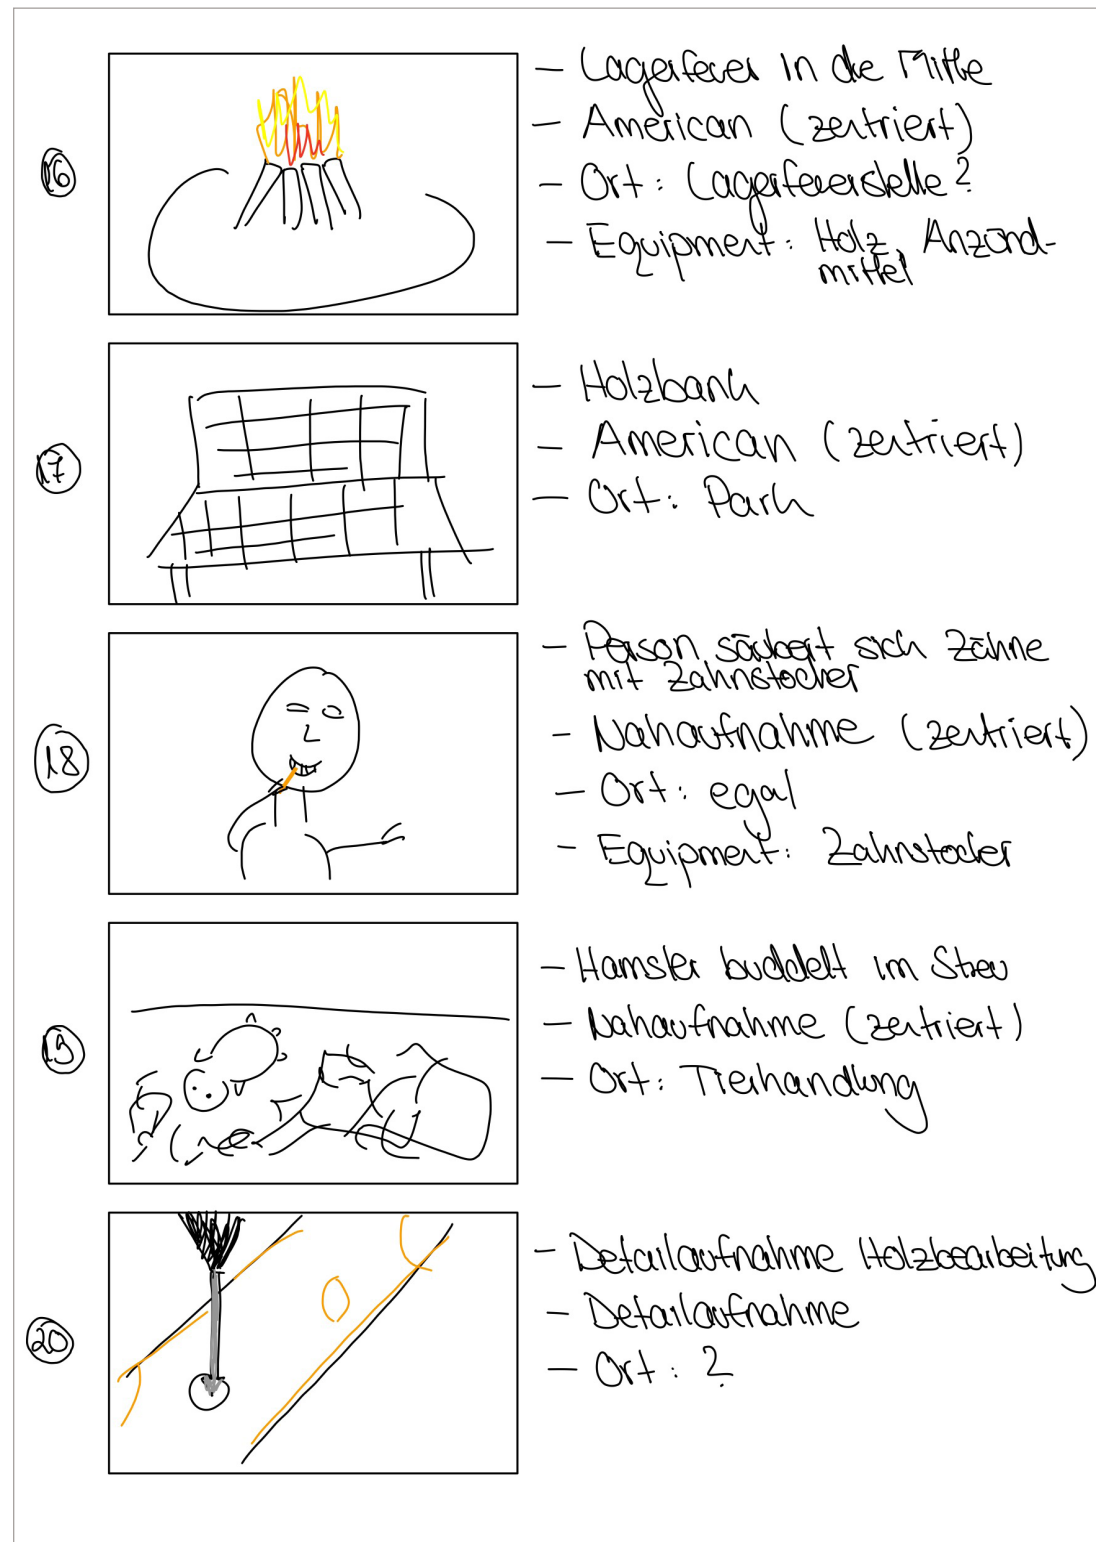 16
- Lagerfeuer in die Mitte
- American (zentriert)
- Ort: Lagerfeuerstelle?
- Equipment: Holz, Anzünd-
mittel
17
- Holzbank
- American (zentriert)
- Ort: Park
18
- Person säubert sich Zähne
mit Zahnstocher
- Nahaufnahme (zentriert)
- Ort: egal
- Equipment: Zahnstocher
19
- Hamster buddelt im Streu
- Nahaufnahme (zentriert)
- Ort: Tierhandlung
20
- Detailaufnahme Holzbearbeitung
- Detailaufnahme
- Ort: ?